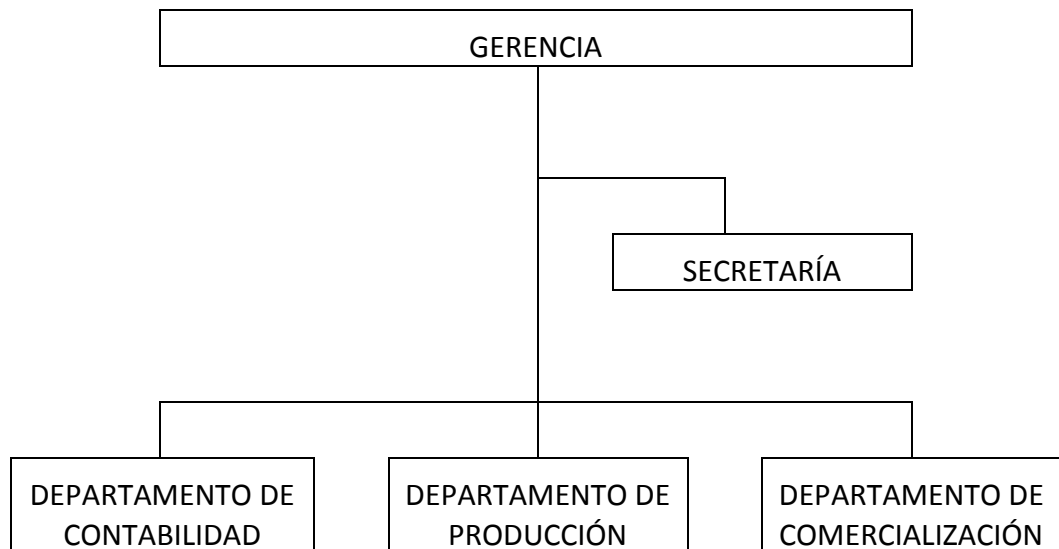 GERENCIA
SECRETARÍA
DEPARTAMENTO DE
CONTABILIDAD
DEPARTAMENTO DE
PRODUCCIÓN
DEPARTAMENTO DE
COMERCIALIZACIÓN